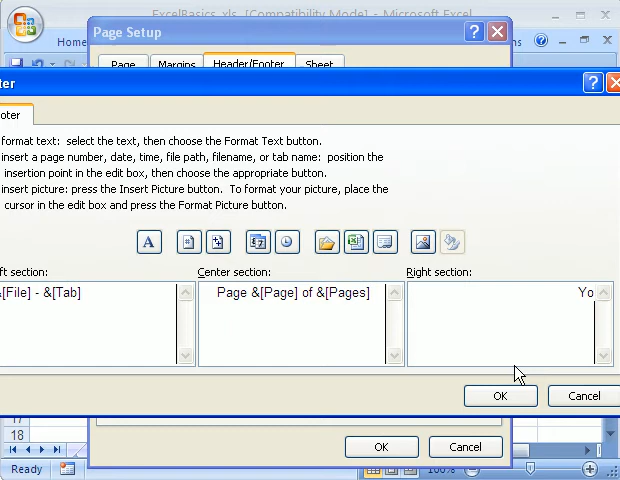 ExcelBasics.xls [Compatibility Mode] - Microsoft Excel
Page Setup
Home
Page
Margins
Header/Footer
Sheet
ter
oter
format text: select the text, then choose the Format Text button.
insert a page number, date, time, file path, filename, or tab name: position the
insertion point in the edit box, then choose the appropriate button.
insert picture: press the Insert Picture button. To format your picture, place the
cursor in the edit box and press the Format Picture button.
ft section:
Center section:
Right section:
&[File] - &[Tab]
Page &[Page] of &[Pages]
Yo
OK
Cancel
17
18
OK
Cancel
Ready
100%